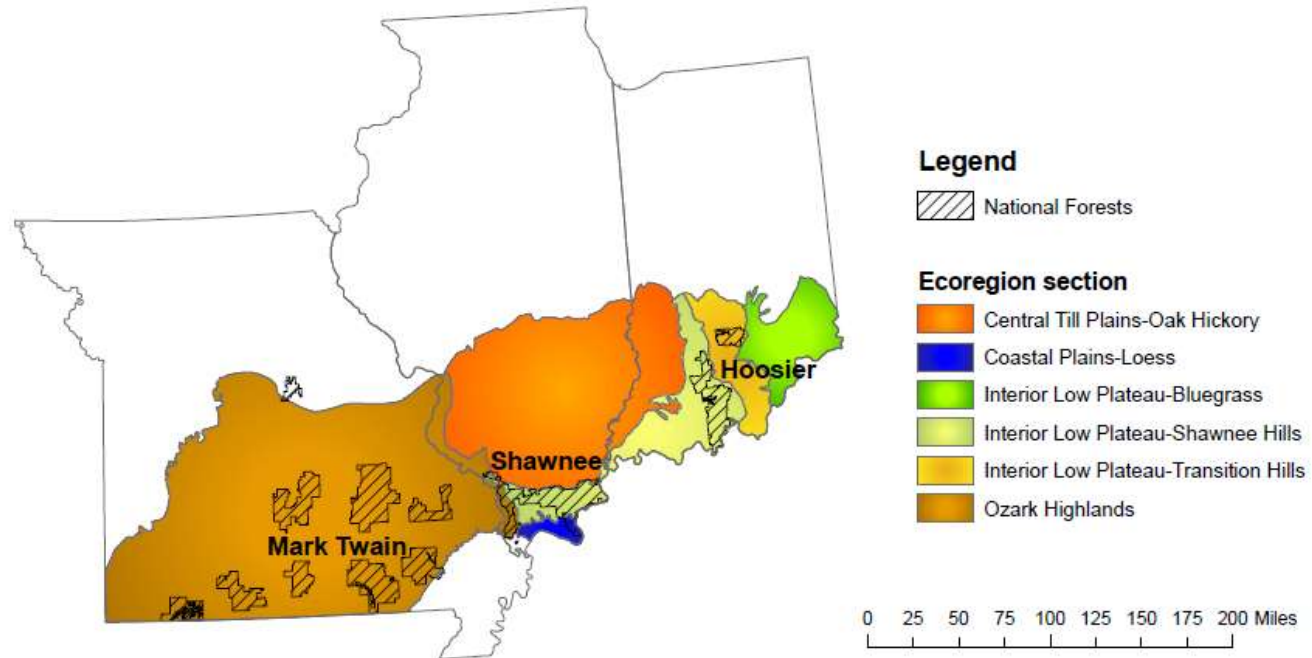 Legend
National Forests
Ecoregion section
Central Till Plains-Oak Hickory
Coastal Plains-Loess
Interior Low Plateau-Bluegrass
Interior Low Plateau-Shawnee Hills
Interior Low Plateau-Transition Hills
Ozark Highlands
Hoosier
Shawnee
Mark Twain
0 25 50 75 100 125 150 175 200 Miles